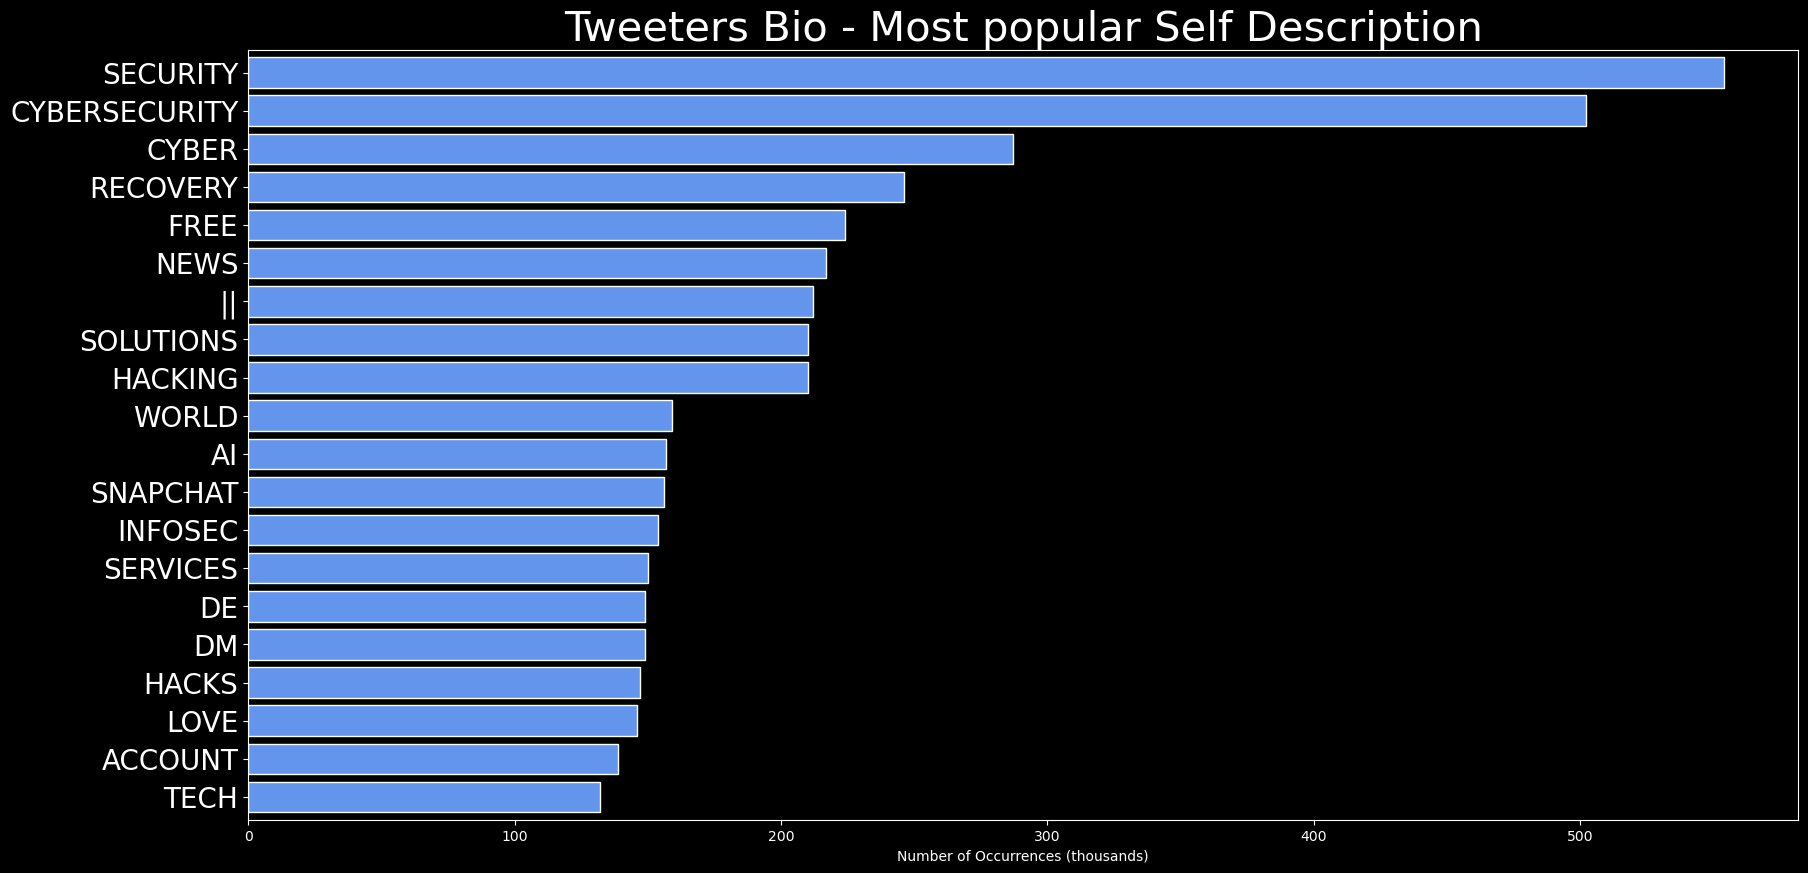 Tweeters Bio - Most popular Self Description
SECURITY
CYBERSECURITY
CYBER
RECOVERY
FREE
NEWS
||
SOLUTIONS
HACKING
WORLD
AI
SNAPCHAT
INFOSEC
SERVICES
DE
DM
HACKS
LOVE
ACCOUNT
TECH
0 100 200 300 400 500
Number of Occurrences (thousands)